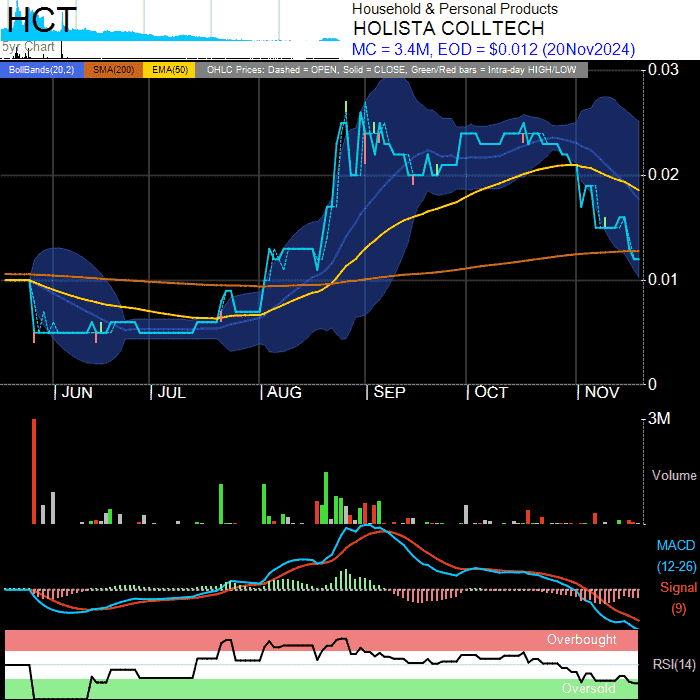 HCT
5yr Chart
Household & Personal Products
HOLISTA COLLTECH
MC = 3.4M, EOD = $0.012 (20Nov2024)
BollBands(20,2) SMA(200) EMA(50) OHLC Prices: Dashed = OPEN, Solid = CLOSE, Green/Red bars = Intra-day HIGH/LOW
0.03
0.02
0.01
0
JUN JUL AUG SEP OCT NOV
3M
Volume
MACD
(12-26)
Signal
(9)
Overbought
RSI(14)
Oversold